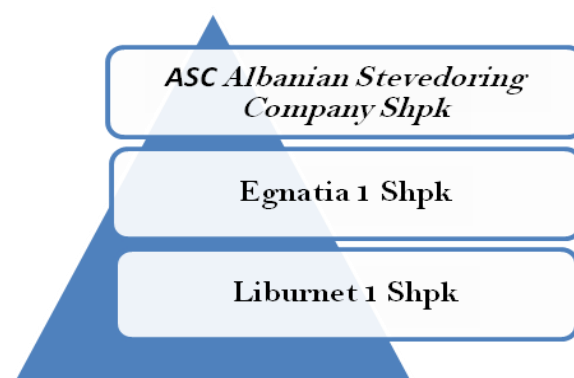 ASC Albanian Stevedoring
Company Shpk
Egnatia 1 Shpk
Liburnet 1 Shpk